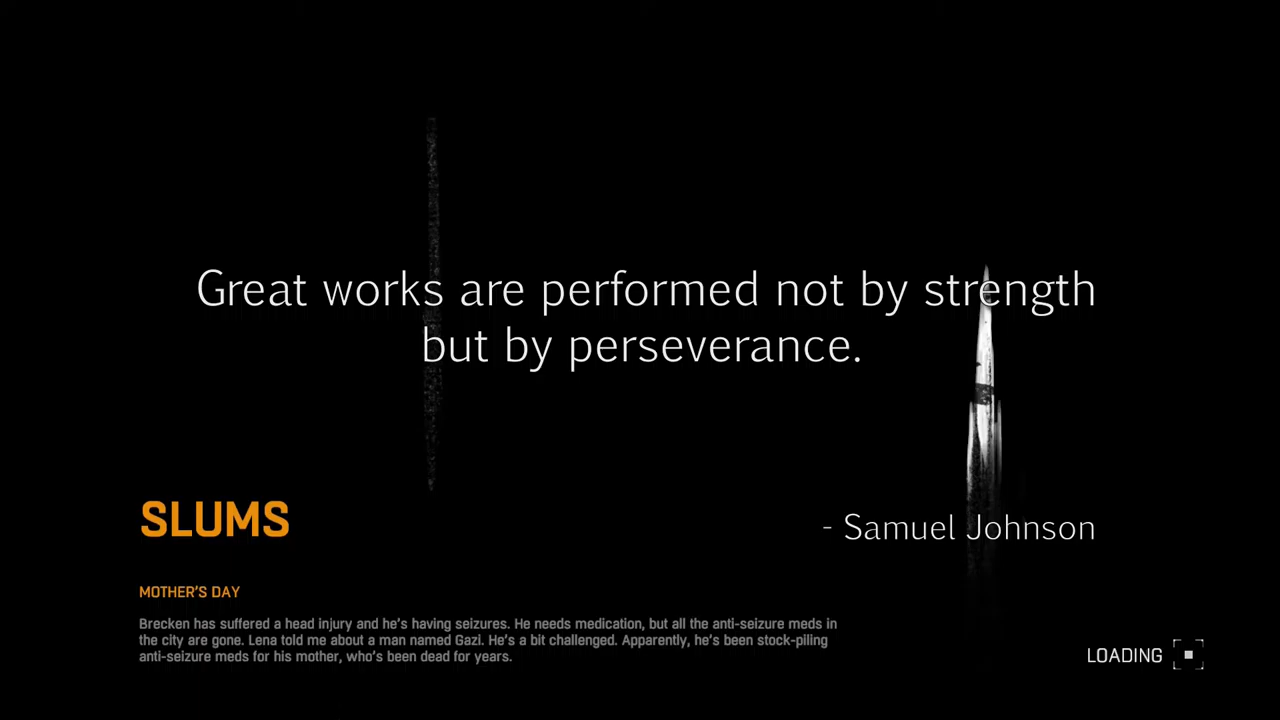 Great works are performed not by strength
but by perseverance.
- Samuel Johnson
SLUMS
MOTHER'S DAY
Brecken has suffered a head injury and he's having seizures. He needs medication, but all the anti-seizure meds in
the city are gone. Lena told me about a man named Gazi. He's a bit challenged. Apparently, he's been stock-piling
anti-seizure meds for his mother, who's been dead for years.
LOADING